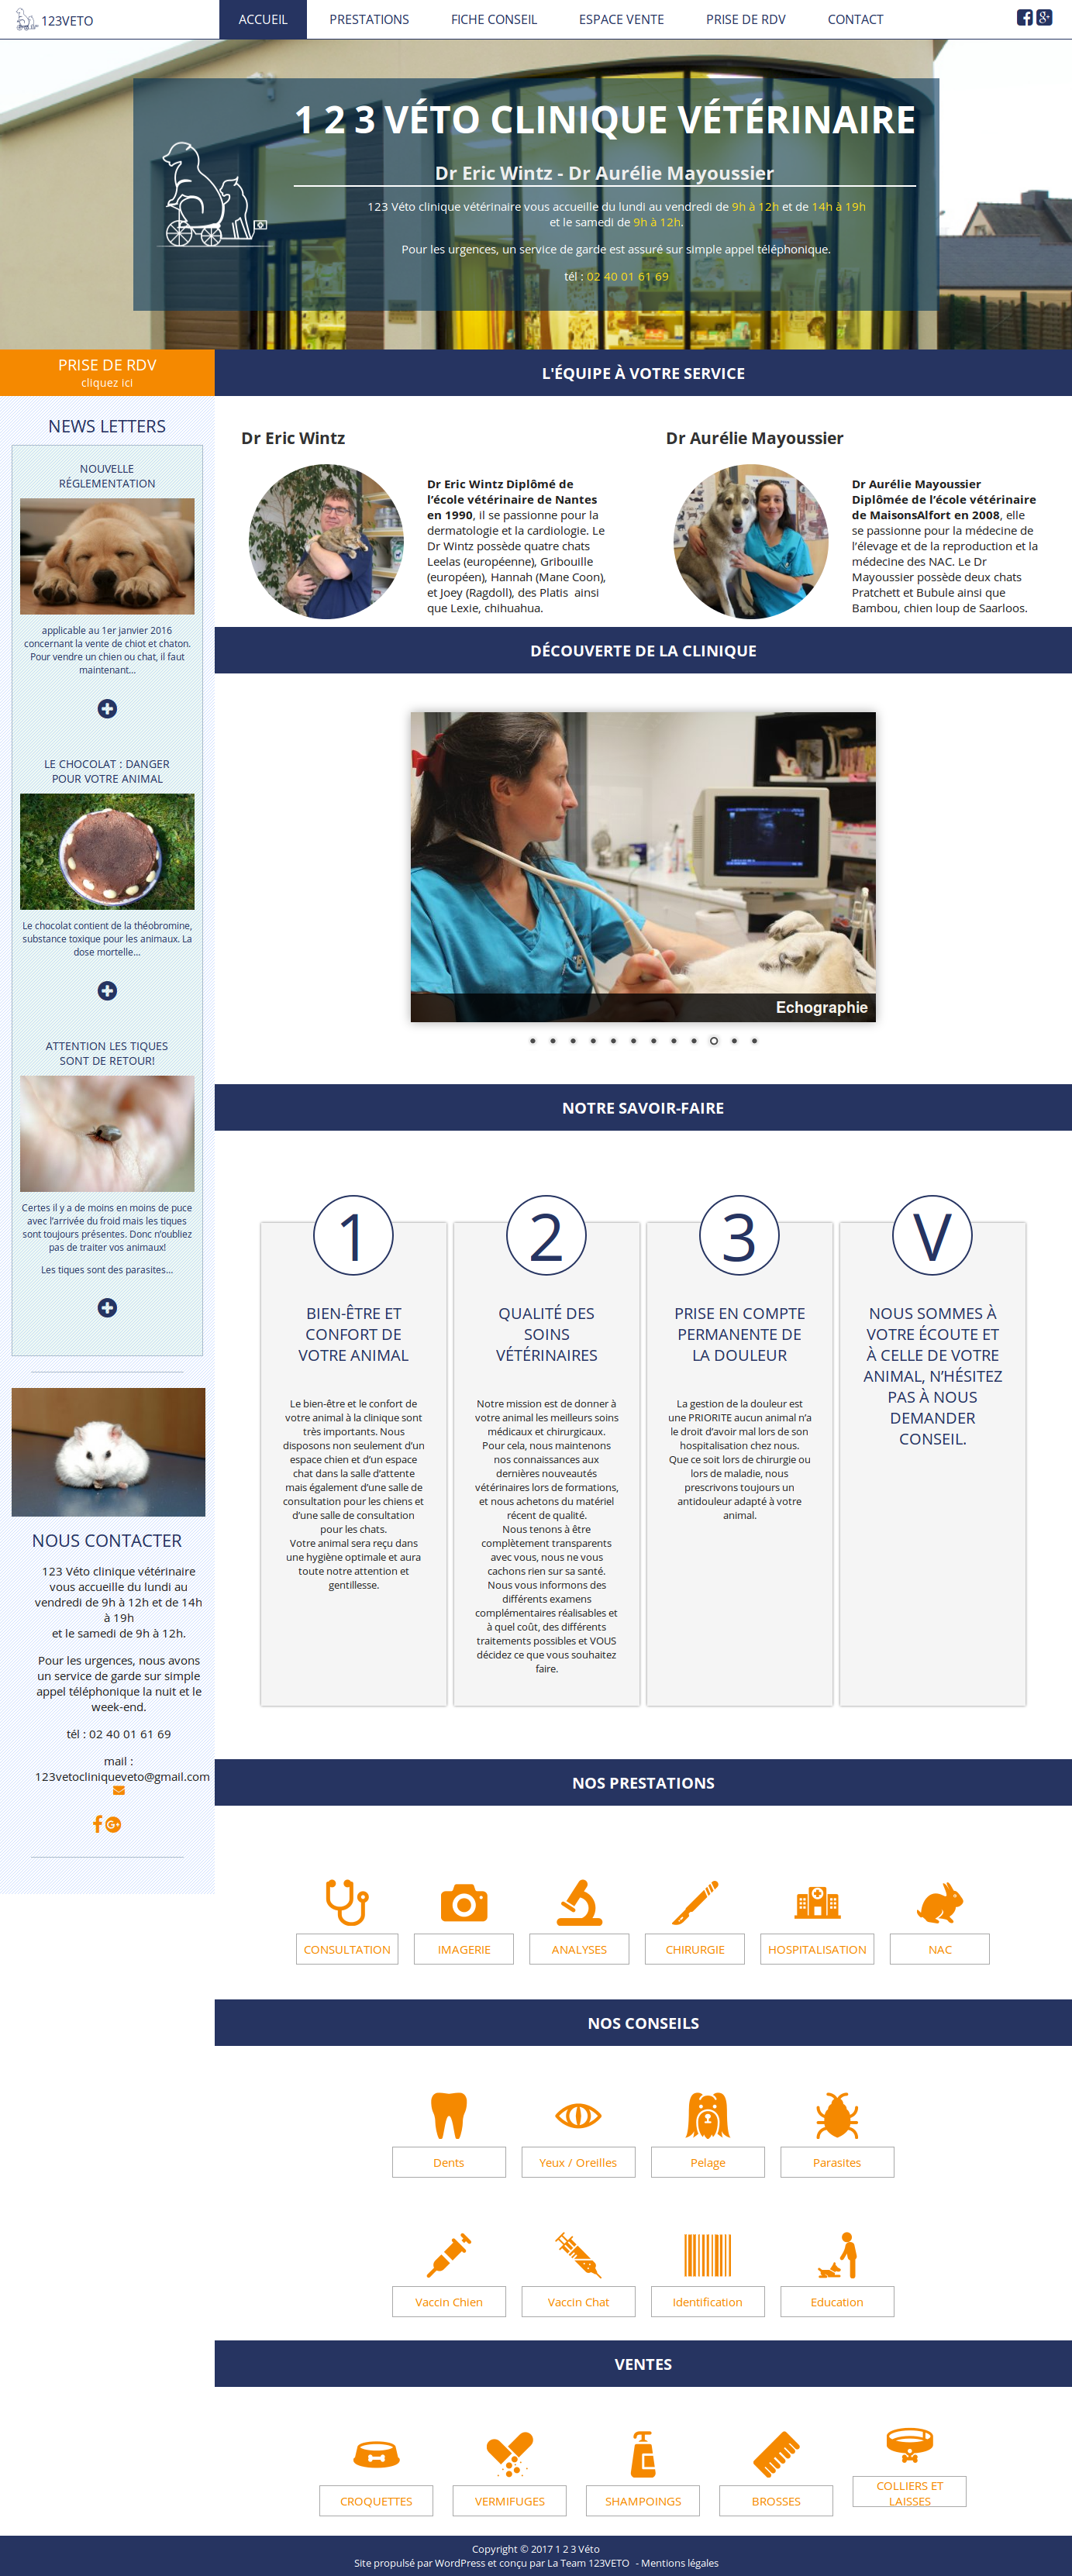 123VETO
ACCUEIL
PRESTATIONS
FICHE CONSEIL
ESPACE VENTE
PRISE DE RDV
CONTACT
1 2 3 VÉTO CLINIQUE VÉTÉRINAIRE
Dr Eric Wintz - Dr Aurélie Mayoussier
123 Véto clinique vétérinaire vous accueille du lundi au vendredi de 9h à 12h et de 14h à 19h
et le samedi de 9h à 12h.
Pour les urgences, un service de garde est assuré sur simple appel téléphonique.
tél : 02 40 01 61 69
PRISE DE RDV
cliquez ici
NEWS LETTERS
NOUVELLE
RÉGLEMENTATION
applicable au 1er janvier 2016
concernant la vente de chiot et chaton.
Pour vendre un chien ou chat, il faut
maintenant...
LE CHOCOLAT : DANGER
POUR VOTRE ANIMAL
Le chocolat contient de la théobromine,
substance toxique pour les animaux. La
dose mortelle...
ATTENTION LES TIQUES
SONT DE RETOUR!
Certes il y a de moins en moins de puce
avec l'arrivée du froid mais les tiques
sont toujours présentes. Donc n'oubliez
pas de traiter vos animaux!
Les tiques sont des parasites...
NOUS CONTACTER
123 Véto clinique vétérinaire
vous accueille du lundi au
vendredi de 9h à 12h et de 14h
à 19h
et le samedi de 9h à 12h.
Pour les urgences, nous avons
un service de garde sur simple
appel téléphonique la nuit et le
week-end.
tél : 02 40 01 61 69
mail :
123vetocliniqueveto@gmail.com
L'ÉQUIPE À VOTRE SERVICE
Dr Eric Wintz
Dr Eric Wintz Diplômé de
l'école vétérinaire de Nantes
en 1990, il se passionne pour la
dermatologie et la cardiologie. Le
Dr Wintz possède quatre chats
Leelas (européenne), Gribouille
(européen), Hannah (Mane Coon),
et Joey (Ragdoll), des Platis ainsi
que Lexie, chihuahua.
Dr Aurélie Mayoussier
Dr Aurélie Mayoussier
Diplômée de l'école vétérinaire
de MaisonsAlfort en 2008, elle
se passionne pour la médecine de
l'élevage et de la reproduction et la
médecine des NAC. Le Dr
Mayoussier possède deux chats
Pratchett et Bubule ainsi que
Bambou, chien loup de Saarloos.
DÉCOUVERTE DE LA CLINIQUE
Echographie
NOTRE SAVOIR-FAIRE
1
BIEN-ÊTRE ET
CONFORT DE
VOTRE ANIMAL
Le bien-être et le confort de
votre animal à la clinique sont
très importants. Nous
disposons non seulement d'un
espace chien et d'un espace
chat dans la salle d'attente
mais également d'une salle de
consultation pour les chiens et
d'une salle de consultation
pour les chats.
Votre animal sera reçu dans
une hygiène optimale et aura
toute notre attention et
gentillesse.
2
QUALITÉ DES
SOINS
VÉTÉRINAIRES
Notre mission est de donner à
votre animal les meilleurs soins
médicaux et chirurgicaux.
Pour cela, nous maintenons
nos connaissances aux
dernières nouveautés
vétérinaires lors de formations,
et nous achetons du matériel
récent de qualité.
Nous tenons à être
complètement transparents
avec vous, nous ne vous
cachons rien sur sa santé.
Nous vous informons des
différents examens
complémentaires réalisables et
à quel coût, des différents
traitements possibles et VOUS
décidez ce que vous souhaitez
faire.
3
PRISE EN COMPTE
PERMANENTE DE
LA DOULEUR
La gestion de la douleur est
une PRIORITE aucun animal n'a
le droit d'avoir mal lors de son
hospitalisation chez nous.
Que ce soit lors de chirurgie ou
lors de maladie, nous
prescrivons toujours un
antidouleur adapté à votre
animal.
V
NOUS SOMMES À
VOTRE ÉCOUTE ET
À CELLE DE VOTRE
ANIMAL, N'HÉSITEZ
PAS À NOUS
DEMANDER
CONSEIL.
NOS PRESTATIONS
CONSULTATION
IMAGERIE
ANALYSES
CHIRURGIE
HOSPITALISATION
NAC
NOS CONSEILS
Dents
Yeux / Oreilles
Pelage
Parasites
Vaccin Chien
Vaccin Chat
Identification
Education
VENTES
CROQUETTES
VERMIFUGES
SHAMPOINGS
BROSSES
COLLIERS ET
LAISSES
Copyright © 2017 1 2 3 Véto
Site propulsé par WordPress et conçu par La Team 123VETO - Mentions légales